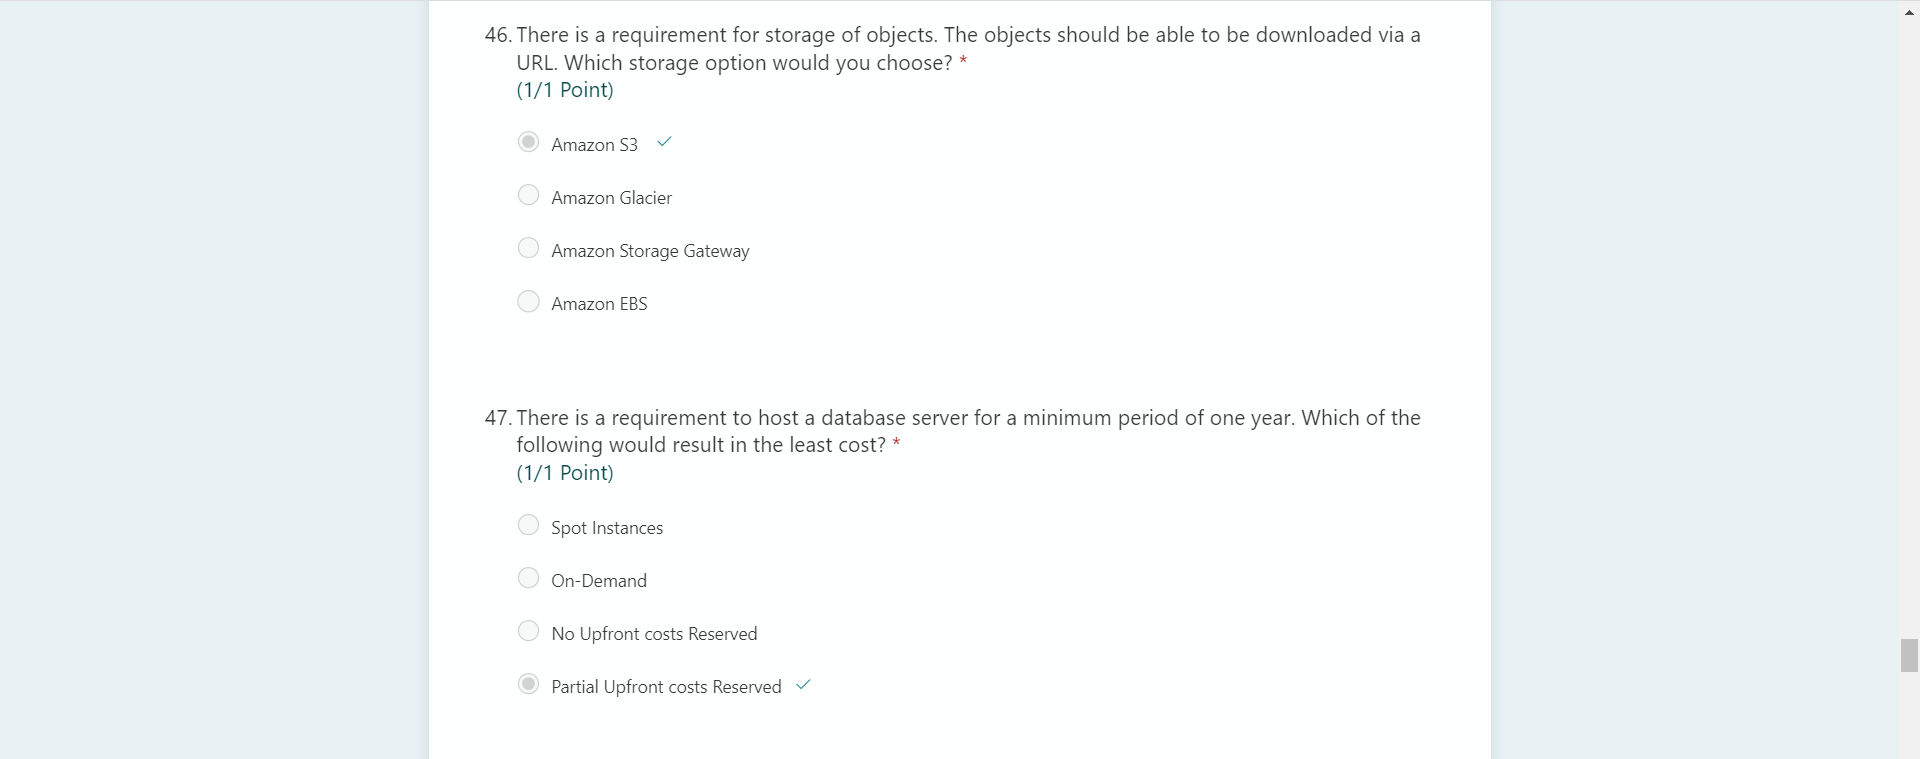 46. There is a requirement for storage of objects. The objects should be able to be downloaded via a
URL. Which storage option would you choose? *
(1/1 Point)
Amazon S3
Amazon Glacier
Amazon Storage Gateway
Amazon EBS
47. There is a requirement to host a database server for a minimum period of one year. Which of the
following would result in the least cost? *
(1/1 Point)
Spot Instances
On-Demand
No Upfront costs Reserved
Partial Upfront costs Reserved